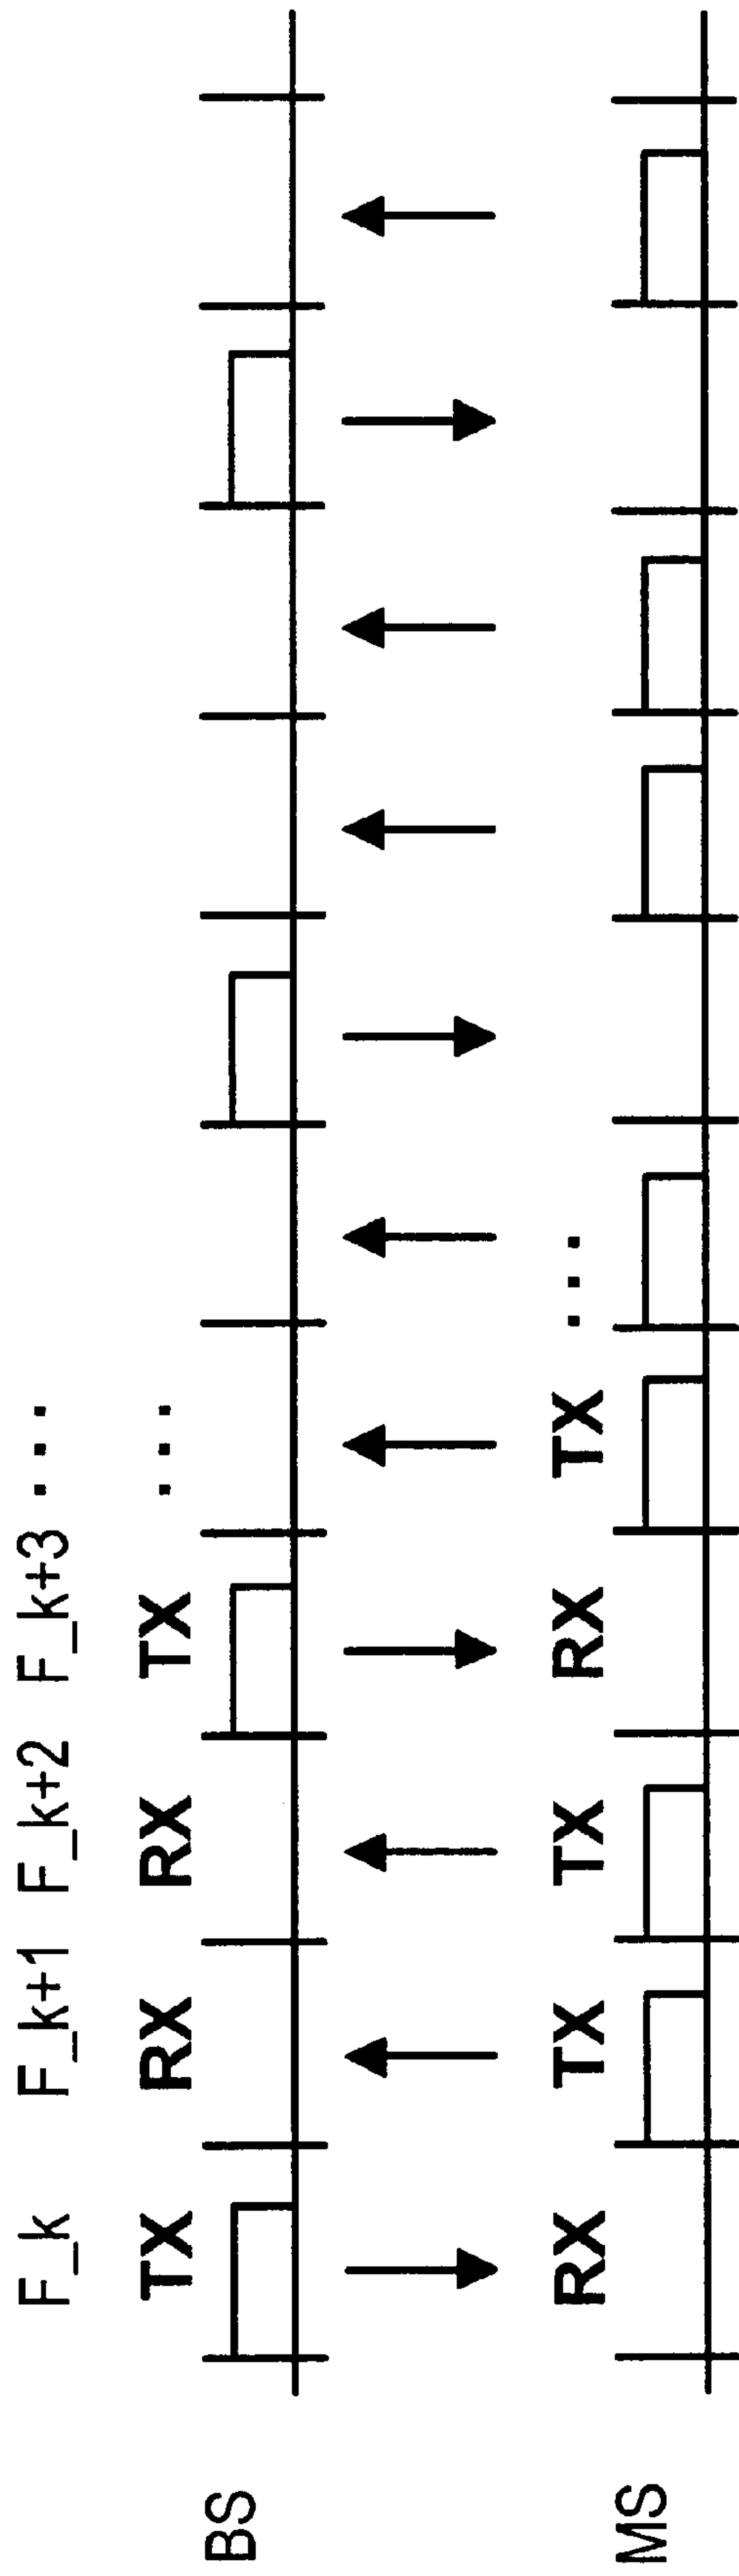 F_k F_k+1 F_k+2 F_k+3 ...
TX RX RX TX ...
BS
RX TX TX RX TX ...
MS